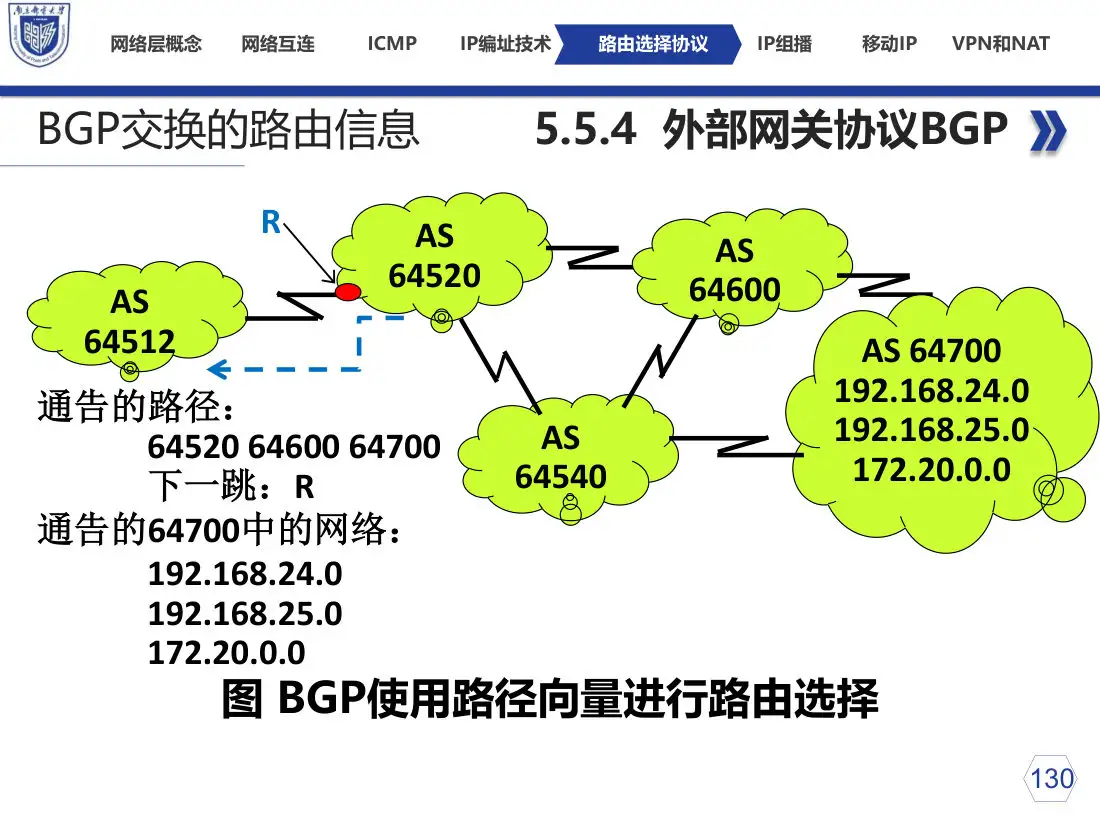 南京邮电大学
网络层概念 网络互连 ICMP IP编址技术 路由选择协议 IP组播 移动IP VPN和NAT
BGP交换的路由信息
5.5.4 外部网关协议BGP
R
AS
64520
AS
64600
AS
64512
AS 64700
192.168.24.0
192.168.25.0
172.20.0.0
AS
64540
通告的路径：
64520 64600 64700
下一跳：R
通告的64700中的网络：
192.168.24.0
192.168.25.0
172.20.0.0
图 BGP使用路径向量进行路由选择
130